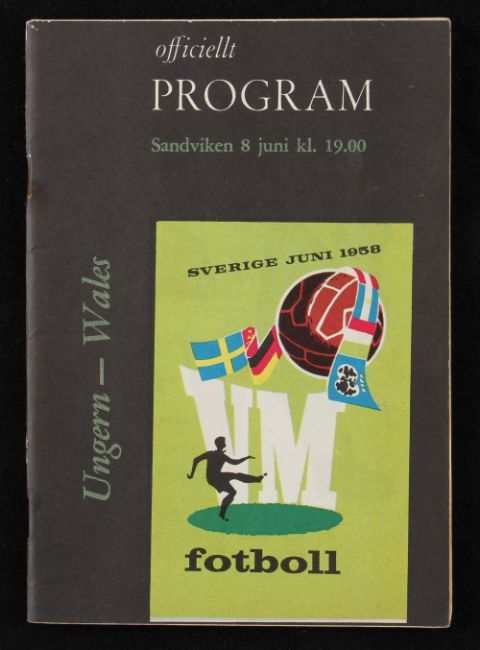 officiellt
PROGRAM
Sandviken 8 juni kl. 19.00
Ungern — Wales
SVERIGE JUNI 1958
VM
fotboll